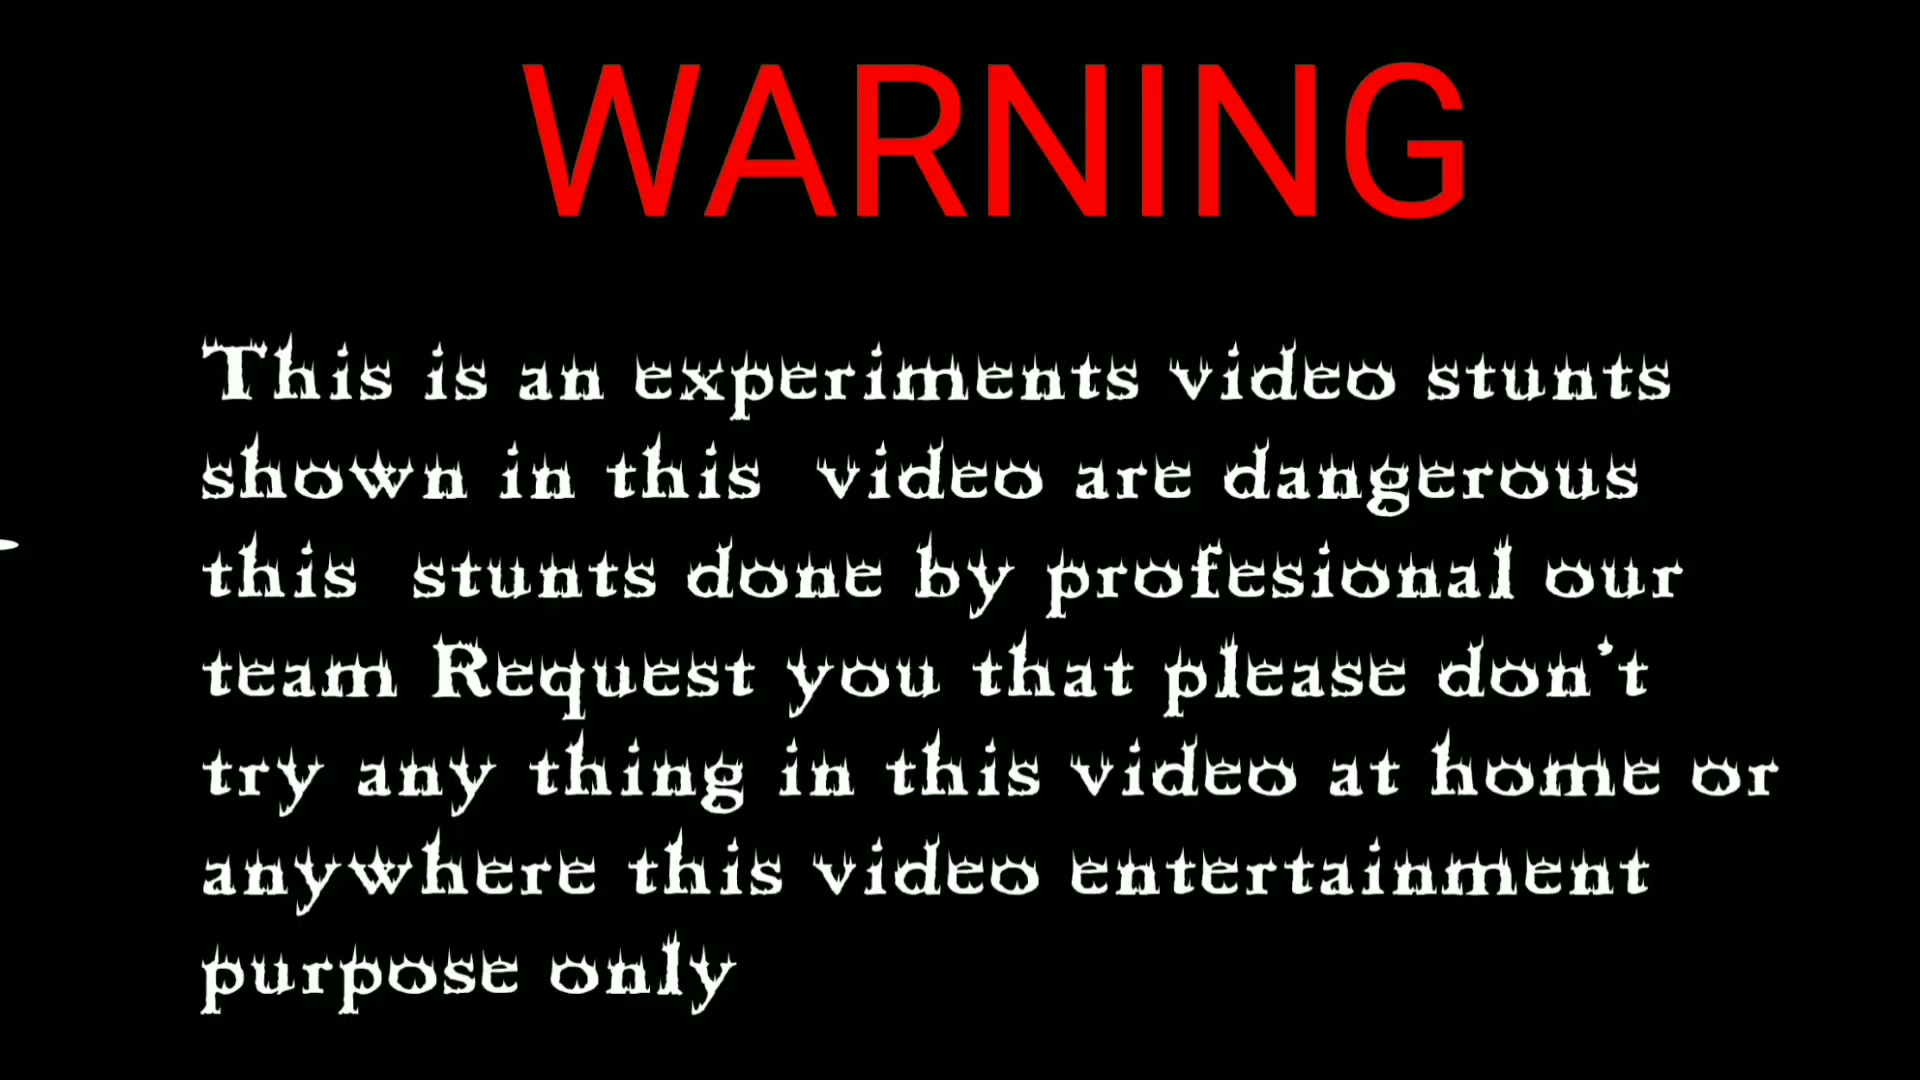 WARNING
This is an experiments video stunts
shown in this video are dangerous
this stunts done by profesional our
team Request you that please don't
try any thing in this video at home or
anywhere this video entertainment
purpose only